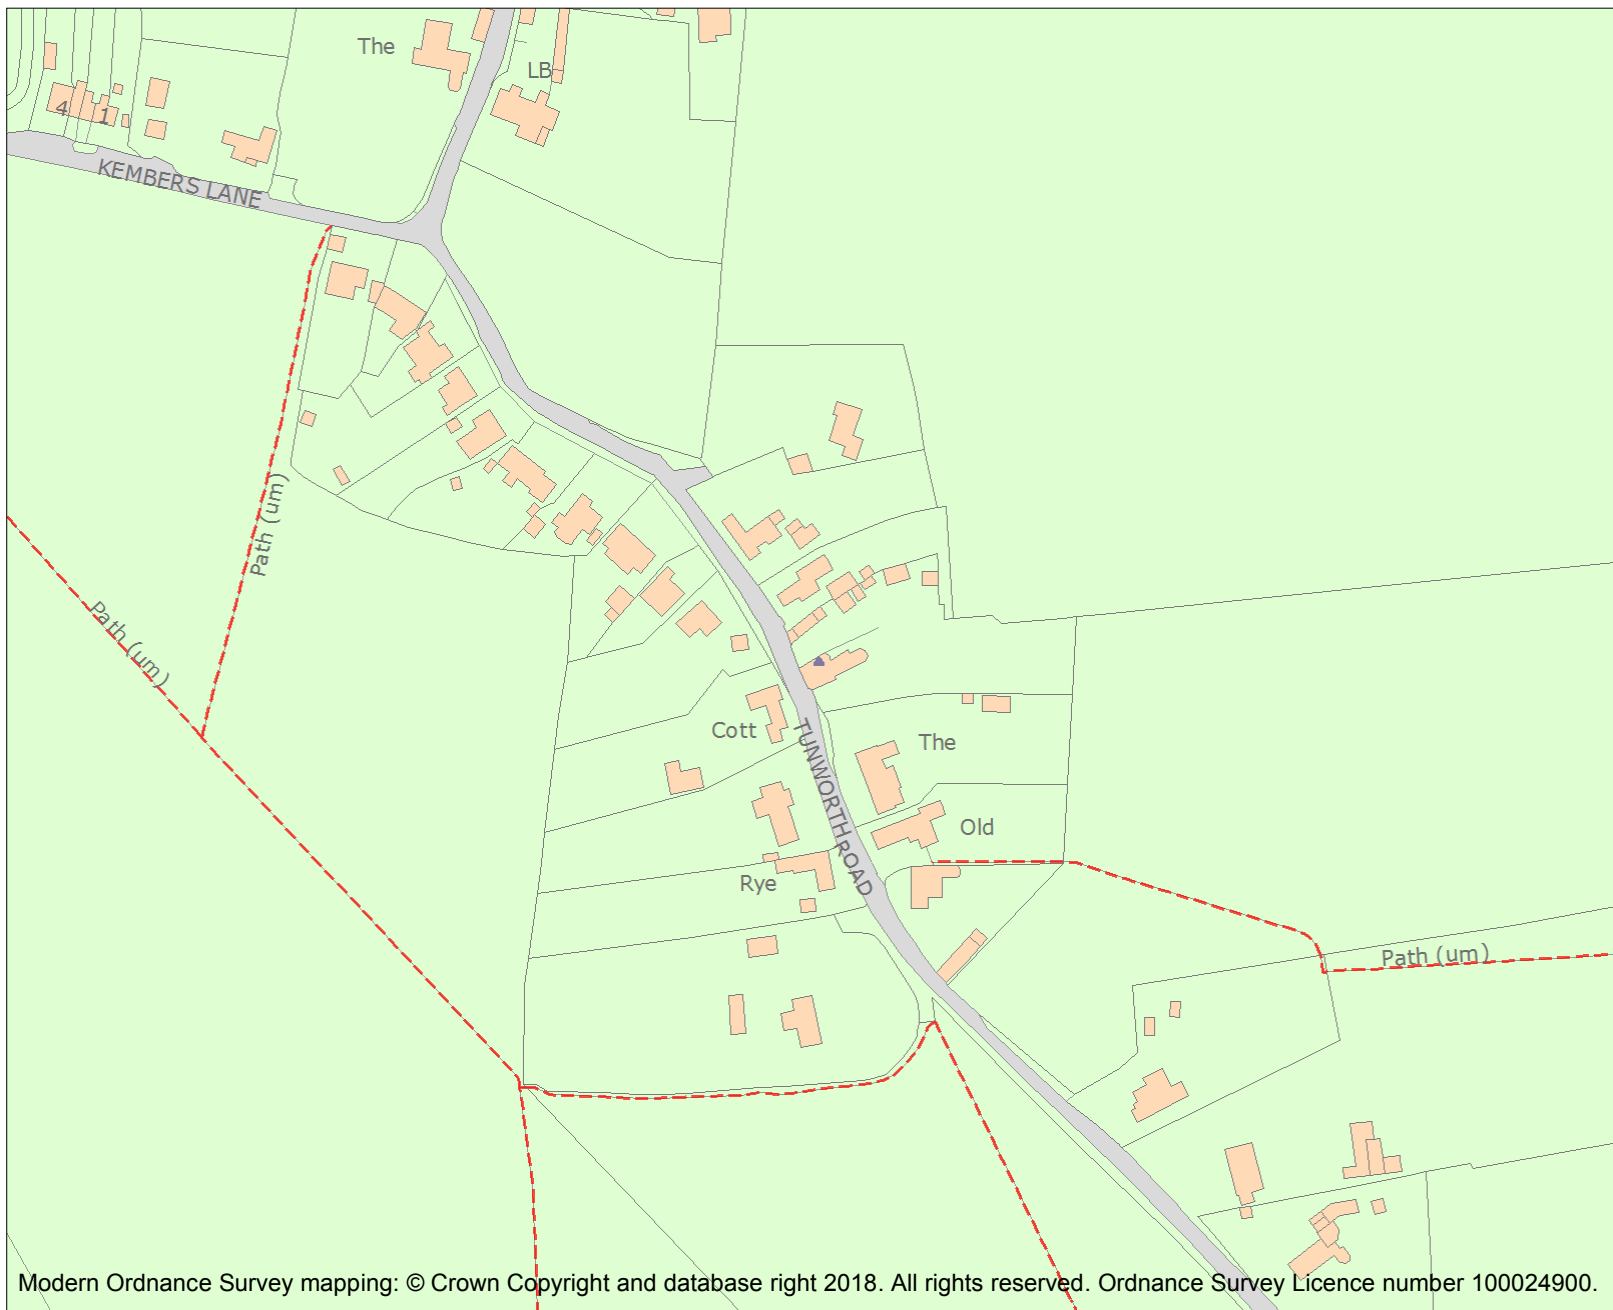 The
LB
4
1
KEMBERS LANE
Path (um)
Path (um)
Cott
TUNWORTH ROAD
The
Old
Rye
Path (um)
Modern Ordnance Survey mapping: © Crown Copyright and database right 2018. All rights reserved. Ordnance Survey Licence number 100024900.